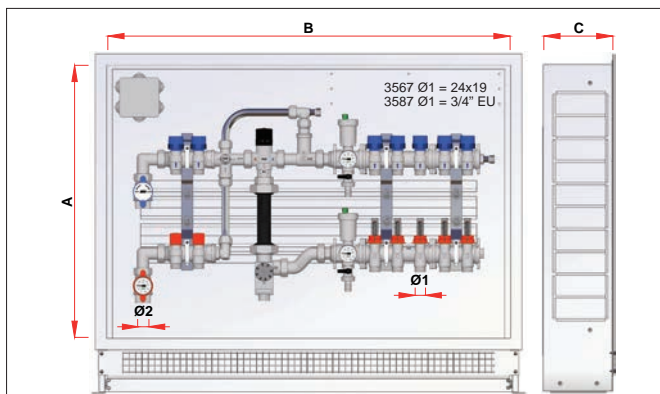 B
C
3567 Ø1 = 24x19
3587 Ø1 = 3/4” EU
A
Ø1
Ø2